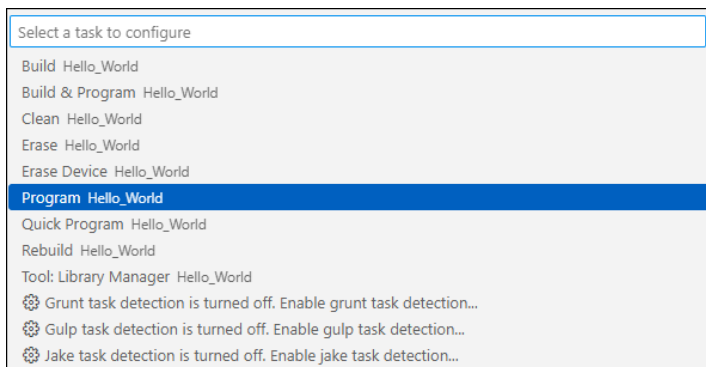 Select a task to configure
Build Hello_World
Build & Program Hello_World
Clean Hello_World
Erase Hello_World
Erase Device Hello_World
Program Hello_World
Quick Program Hello_World
Rebuild Hello_World
Tool: Library Manager Hello_World
Grunt task detection is turned off. Enable grunt task detection...
Gulp task detection is turned off. Enable gulp task detection...
Jake task detection is turned off. Enable jake task detection...